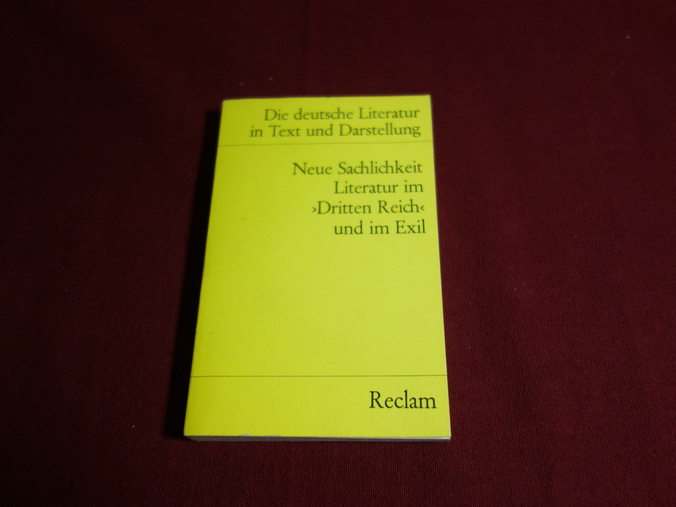 Die deutsche Literatur
in Text und Darstellung
Neue Sachlichkeit
Literatur im
›Dritten Reich‹
und im Exil
Reclam